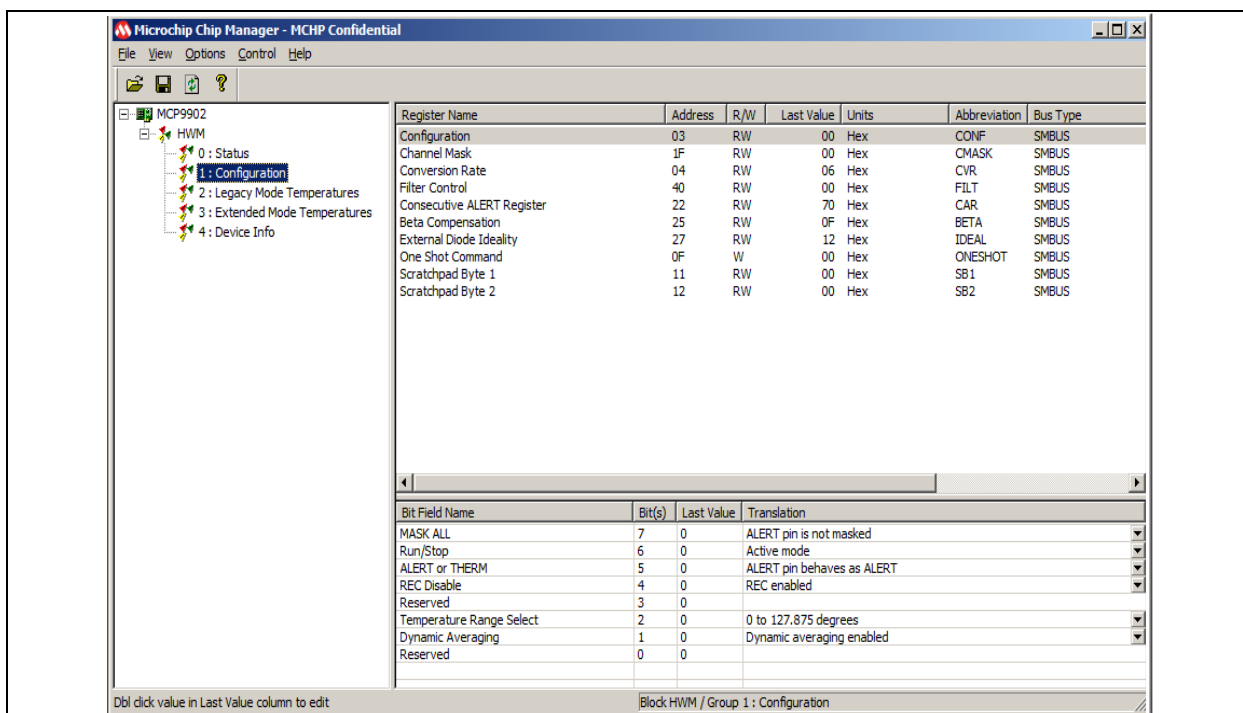 Microchip Chip Manager - MCHP Confidential
File View Options Control Help
MCP9902
HWM
0 : Status
1 : Configuration
2 : Legacy Mode Temperatures
3 : Extended Mode Temperatures
4 : Device Info
Register Name Address R/W Last Value Units Abbreviation Bus Type
Configuration 03 RW 00 Hex CONF SMBUS
Channel Mask 1F RW 00 Hex CMASK SMBUS
Conversion Rate 04 RW 06 Hex CVR SMBUS
Filter Control 40 RW 00 Hex FILT SMBUS
Consecutive ALERT Register 22 RW 70 Hex CAR SMBUS
Beta Compensation 25 RW 0F Hex BETA SMBUS
External Diode Ideality 27 RW 12 Hex IDEAL SMBUS
One Shot Command 0F W 00 Hex ONESHOT SMBUS
Scratchpad Byte 1 11 RW 00 Hex SB1 SMBUS
Scratchpad Byte 2 12 RW 00 Hex SB2 SMBUS
Bit Field Name Bit(s) Last Value Translation
MASK ALL 7 0 ALERT pin is not masked
Run/Stop 6 0 Active mode
ALERT or THERM 5 0 ALERT pin behaves as ALERT
REC Disable 4 0 REC enabled
Reserved 3 0
Temperature Range Select 2 0 0 to 127.875 degrees
Dynamic Averaging 1 0 Dynamic averaging enabled
Reserved 0 0
Dbl click value in Last Value column to edit
Block HWM / Group 1 : Configuration